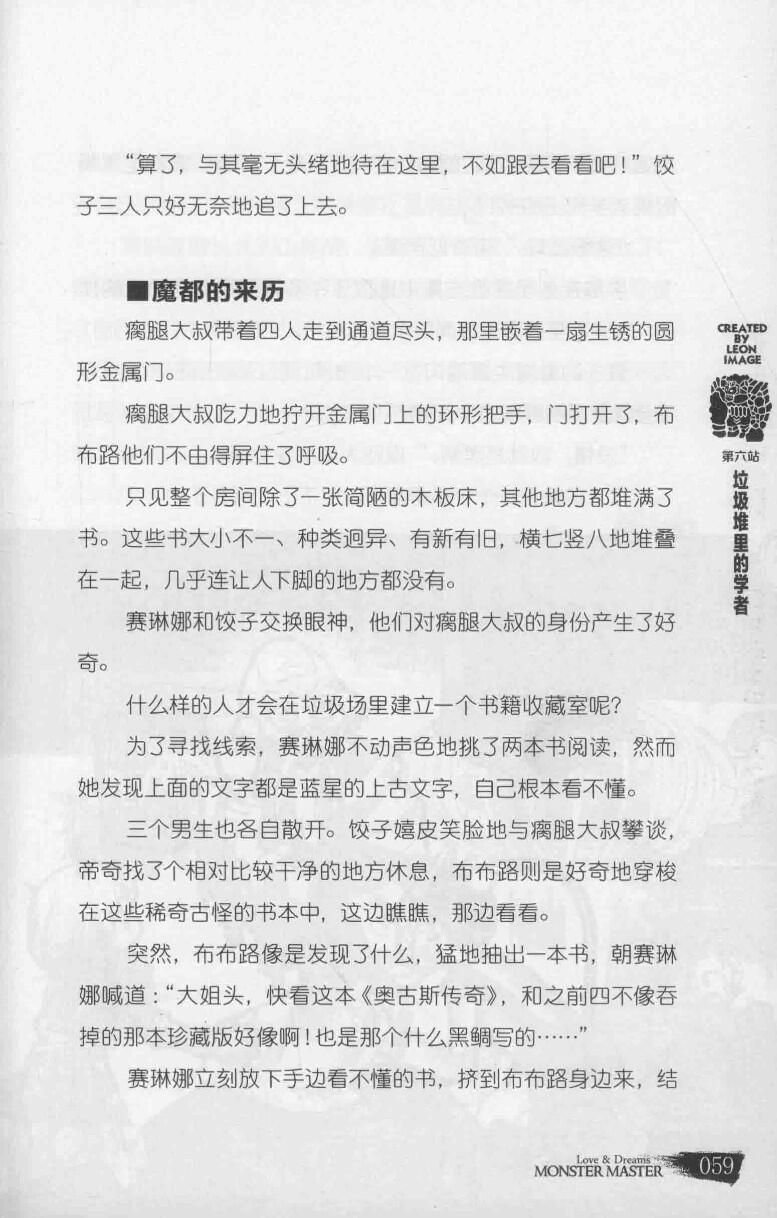 “算了，与其毫无头绪地待在这里，不如跟去看看吧！”饺
子三人只好无奈地追了上去。
■魔都的来历
瘸腿大叔带着四人走到通道尽头，那里嵌着一扇生锈的圆
形金属门。
瘸腿大叔吃力地拧开金属门上的环形把手，门打开了，布
布路他们不由得屏住了呼吸。
只见整个房间除了一张简陋的木板床，其他地方都堆满了
书。这些书大小不一、种类迥异、有新有旧，横七竖八地堆叠
在一起，几乎连让人下脚的地方都没有。
赛琳娜和饺子交换眼神，他们对瘸腿大叔的身份产生了好
奇。
什么样的人才会在垃圾场里建立一个书籍收藏室呢？
为了寻找线索，赛琳娜不动声色地挑了两本书阅读，然而
她发现上面的文字都是蓝星的上古文字，自己根本看不懂。
三个男生也各自散开。饺子嬉皮笑脸地与瘸腿大叔攀谈，
帝奇找了个相对比较干净的地方休息，布布路则是好奇地穿梭
在这些稀奇古怪的书本中，这边瞧瞧，那边看看。
突然，布布路像是发现了什么，猛地抽出一本书，朝赛琳
娜喊道：“大姐头，快看这本《奥古斯传奇》，和之前四不像吞
掉的那本珍藏版好像啊！也是那个什么黑鲷写的……”
赛琳娜立刻放下手边看不懂的书，挤到布布路身边来，结
CREATED
BY
LEON
IMAGE
第六站
垃圾堆里的学者
Love & Dreams
MONSTER MASTER
059